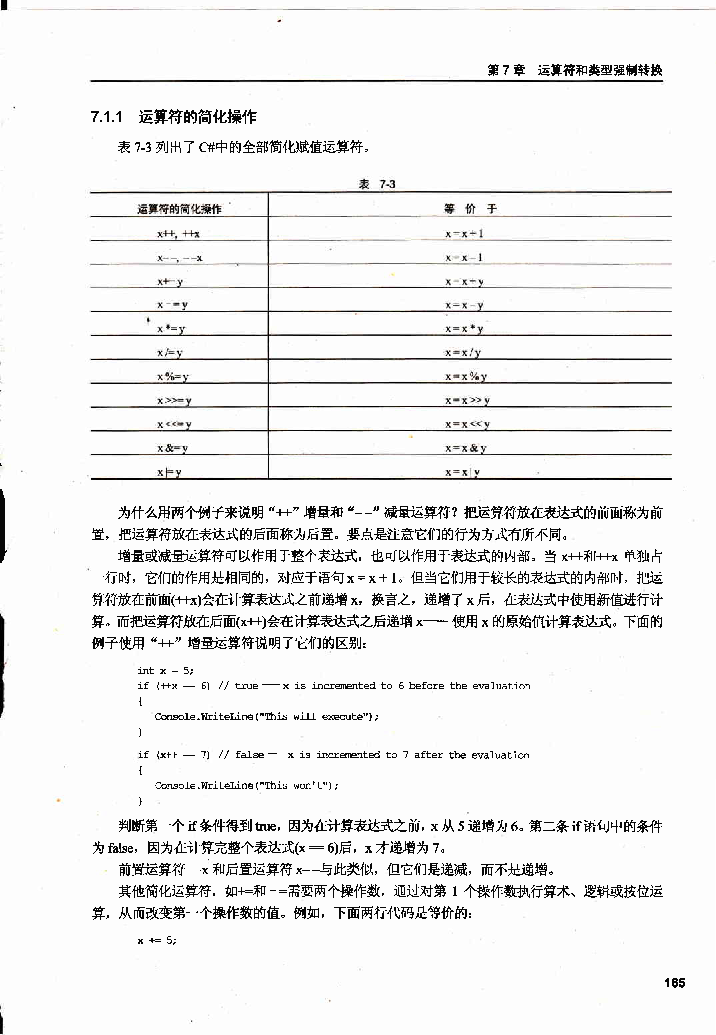 第 7 章 运算符和类型强制转换
7.1.1 运算符的简化操作
表 7-3 列出了 C#中的全部简化赋值运算符。
表 7-3
运算符的简化操作 等 价 于
x++, ++x x = x + 1
x--, --x x = x - 1
x+=y x = x + y
x-=y x = x - y
x*=y x = x * y
x/=y x = x / y
x%=y x = x % y
x>>=y x = x >> y
x<<=y x = x << y
x&=y x = x & y
x|=y x = x | y
为什么用两个例子来说明“++”增量和“--”减量运算符？把运算符放在表达式的前面称为前
置，把运算符放在表达式的后面称为后置。要点是注意它们的行为方式有所不同。
增量或减量运算符可以作用于整个表达式，也可以作用于表达式的内部。当 x++和++x 单独占
一行时，它们的作用是相同的，对应于语句 x = x + 1。但当它们用于较长的表达式的内部时，把运
算符放在前面(++x)会在计算表达式之前递增 x，换言之，递增了 x 后，在表达式中使用新值进行计
算。而把运算符放在后面(x++)会在计算表达式之后递增 x——使用 x 的原始值计算表达式。下面的
例子使用“++”增量运算符说明了它们的区别：
int x = 5;
if (++x == 6) // true — x is incremented to 6 before the evaluation
{
Console.WriteLine("This will execute");
}
if (x++ == 7) // false — x is incremented to 7 after the evaluation
{
Console.WriteLine("This won't");
}
判断第一个 if 条件得到 true，因为在计算表达式之前，x 从 5 递增为 6。第二条 if 语句中的条件
为 false，因为在计算完整个表达式(x == 6)后，x 才递增为 7。
前置运算符--x 和后置运算符 x--与此类似，但它们是递减，而不是递增。
其他简化运算符，如+=和-=需要两个操作数，通过对第 1 个操作数执行算术、逻辑或按位运
算，从而改变第一个操作数的值。例如，下面两行代码是等价的：
x += 5;
165